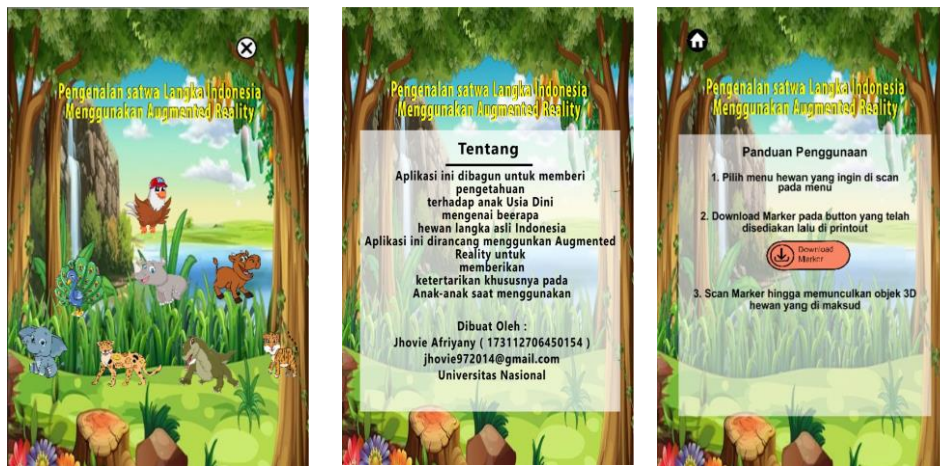 Pengenalan satwa Langka Indonesia
Menggunakan Augmented Reality
Pengenalan satwa Langka Indonesia
Menggunakan Augmented Reality
Tentang
Aplikasi ini dibagun untuk memberi
pengetahuan
terhadap anak Usia Dini
mengenai beerapa
hewan langka asli Indonesia
Aplikasi ini dirancang menggunkan Augmented
Reality untuk
memberikan
ketertarikan khususnya pada
Anak-anak saat menggunakan
Dibuat Oleh :
Jhovie Afriyany ( 173112706450154 )
jhovie972014@gmail.com
Universitas Nasional
Pengenalan satwa Langka Indonesia
Menggunakan Augmented Reality
Panduan Penggunaan
1. Pilih menu hewan yang ingin di scan
pada menu
2. Download Marker pada button yang telah
disediakan lalu di printout
Download
Marker
3. Scan Marker hingga memunculkan objek 3D
hewan yang di maksud